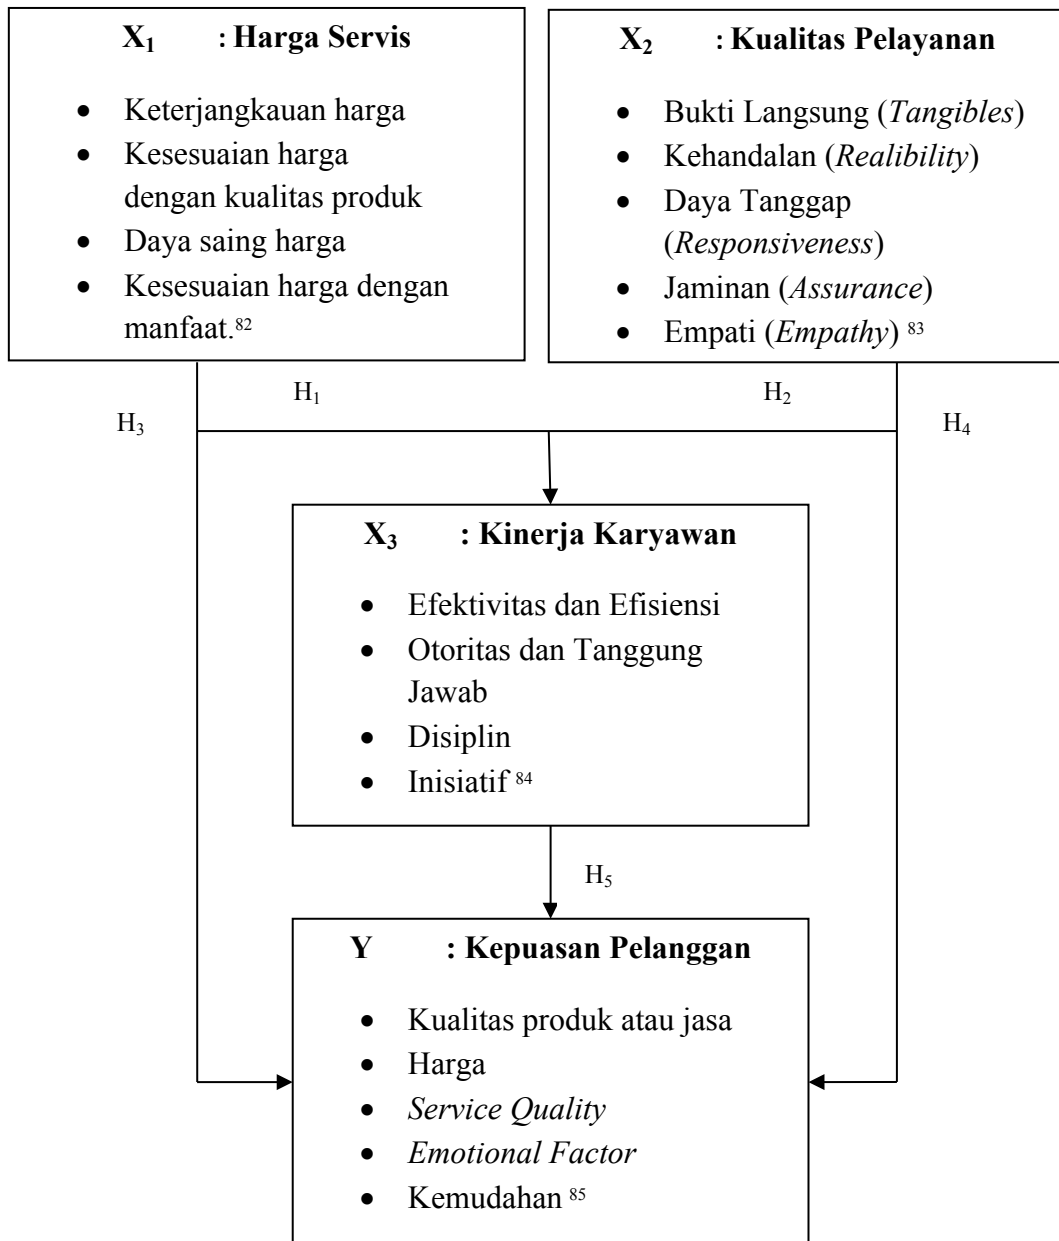 X₁ : Harga Servis
• Keterjangkauan harga
• Kesesuaian harga
dengan kualitas produk
• Daya saing harga
• Kesesuaian harga dengan
manfaat.⁸²
X₂ : Kualitas Pelayanan
• Bukti Langsung (Tangibles)
• Kehandalan (Realibility)
• Daya Tanggap
(Responsiveness)
• Jaminan (Assurance)
• Empati (Empathy) ⁸³
H₁
H₂
H₃
H₄
X₃ : Kinerja Karyawan
• Efektivitas dan Efisiensi
• Otoritas dan Tanggung
Jawab
• Disiplin
• Inisiatif ⁸⁴
H₅
Y : Kepuasan Pelanggan
• Kualitas produk atau jasa
• Harga
• Service Quality
• Emotional Factor
• Kemudahan ⁸⁵